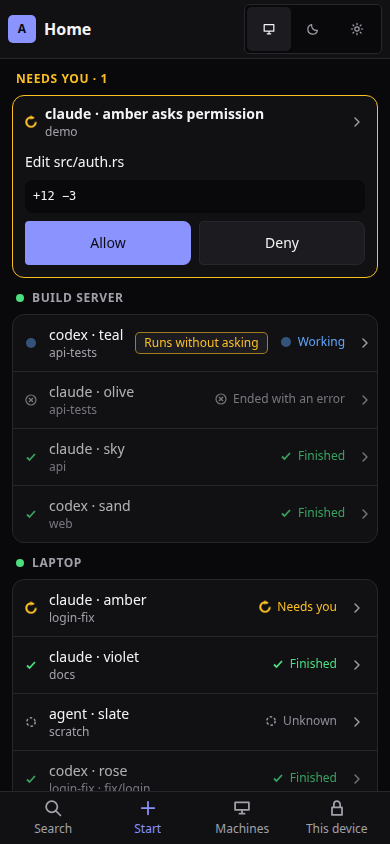 A Home
NEEDS YOU · 1
claude · amber asks permission
demo
Edit src/auth.rs
+12 −3
Allow Deny
BUILD SERVER
codex · teal Runs without asking Working
api-tests
claude · olive Ended with an error
api-tests
claude · sky Finished
api
codex · sand Finished
web
LAPTOP
claude · amber Needs you
login-fix
claude · violet Finished
docs
agent · slate Unknown
scratch
codex · rose Finished
login-fix · fix/login
Search Start Machines This device